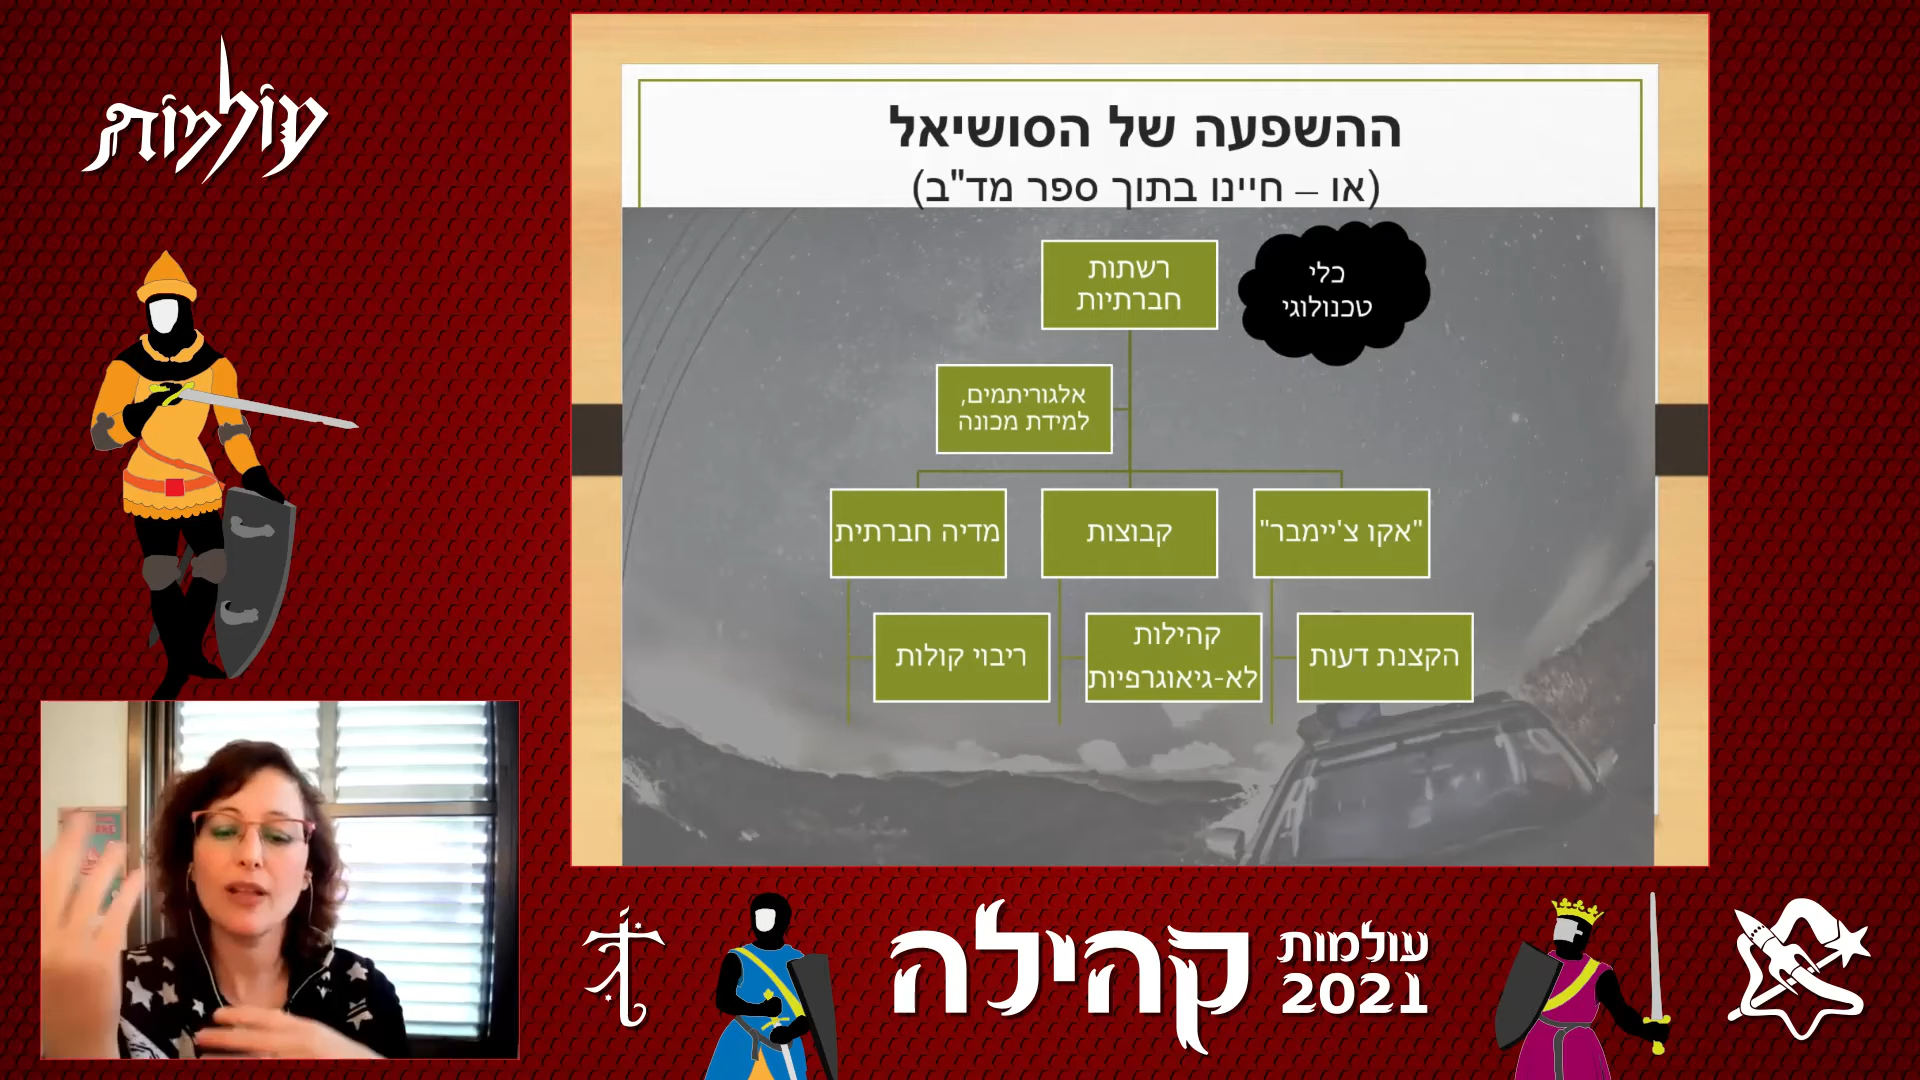 עולמות
ההשפעה של הסושיאל
(או – חיינו בתוך ספר מד"ב)
רשתות
חברתיות
כלי
טכנולוגי
אלגוריתמים,
למידת מכונה
"אקו צ'יימבר"
קבוצות
מדיה חברתית
הקצנת דעות
קהילות
לא-גיאוגרפיות
ריבוי קולות
עולמות
2021
קהילה